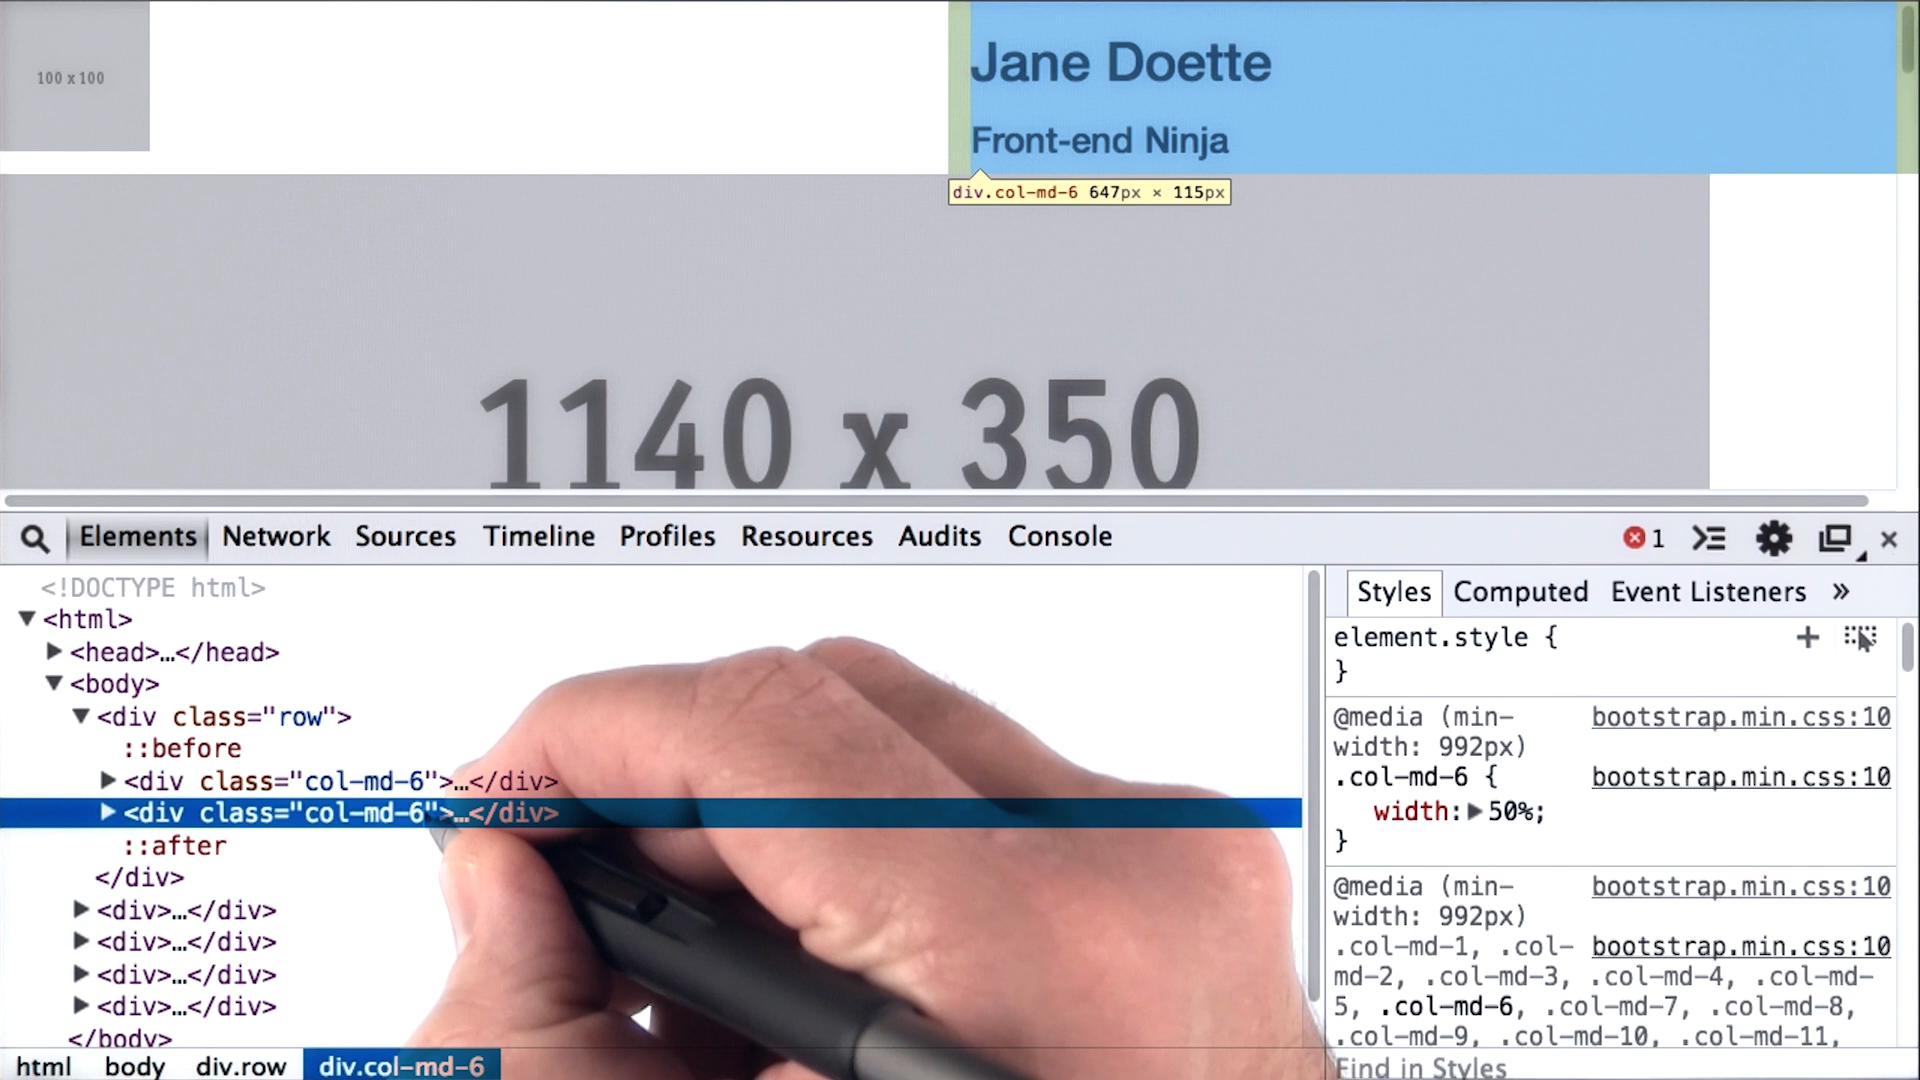 100 x 100
Jane Doette
Front-end Ninja
div.col-md-6 647px × 115px
1140 x 350
Elements Network Sources Timeline Profiles Resources Audits Console 1
<!DOCTYPE html>
<html>
<head>…</head>
<body>
<div class="row">
::before
<div class="col-md-6">…</div>
<div class="col-md-6">…</div>
::after
</div>
<div>…</div>
<div>…</div>
<div>…</div>
<div>…</div>
</body>
html body div.row div.col-md-6
Styles Computed Event Listeners »
element.style {
}
@media (min- bootstrap.min.css:10
width: 992px)
.col-md-6 { bootstrap.min.css:10
width: 50%;
}
@media (min- bootstrap.min.css:10
width: 992px)
.col-md-1, .col- bootstrap.min.css:10
md-2, .col-md-3, .col-md-4, .col-md-
5, .col-md-6, .col-md-7, .col-md-8,
.col-md-9, .col-md-10, .col-md-11,
Find in Styles